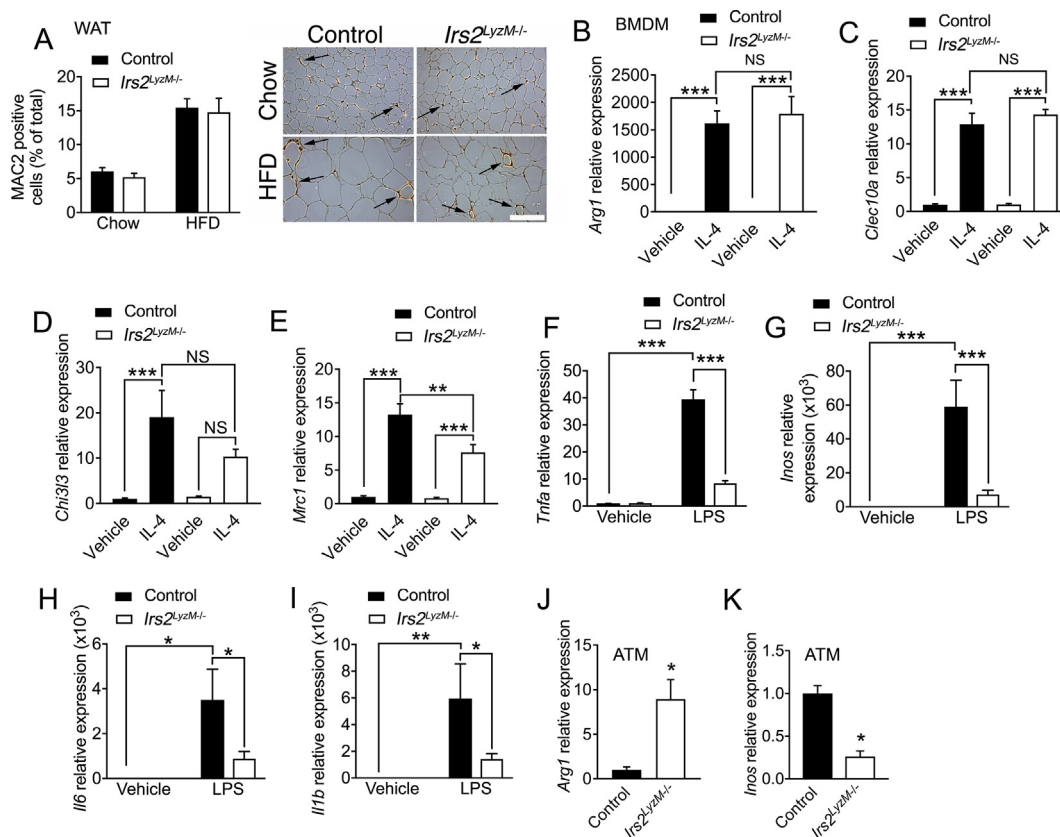 A
WAT
Control
Irs2LyzM-/-
MAC2 positive
cells (% of total)
20
15
10
5
0
Chow
HFD
Control
Irs2LyzM-/-
Chow
HFD
B
BMDM
Control
Irs2LyzM-/-
Arg1 relative expression
2500
2000
1500
1000
500
0
NS
***
***
Vehicle
IL-4
Vehicle
IL-4
C
Control
Irs2LyzM-/-
Clec10a relative expression
20
15
10
5
0
NS
***
***
Vehicle
IL-4
Vehicle
IL-4
D
Control
Irs2LyzM-/-
Chi3l3 relative expression
30
20
10
0
NS
***
NS
Vehicle
IL-4
Vehicle
IL-4
E
Control
Irs2LyzM-/-
Mrc1 relative expression
20
15
10
5
0
***
**
***
Vehicle
IL-4
Vehicle
IL-4
F
Control
Irs2LyzM-/-
Tnfa relative expression
50
40
30
20
10
0
***
***
Vehicle
LPS
G
Control
Irs2LyzM-/-
Inos relative
expression (x10³)
80
60
40
20
0
***
***
Vehicle
LPS
H
Control
Irs2LyzM-/-
Il6 relative expression (x10³)
6
4
2
0
*
*
Vehicle
LPS
I
Control
Irs2LyzM-/-
Il1b relative expression (x10³)
10
8
6
4
2
0
**
*
Vehicle
LPS
J
ATM
Arg1 relative expression
15
10
5
0
*
Control
Irs2LyzM-/-
K
ATM
Inos relative expression
1.5
1.0
0.5
0.0
*
Control
Irs2LyzM-/-